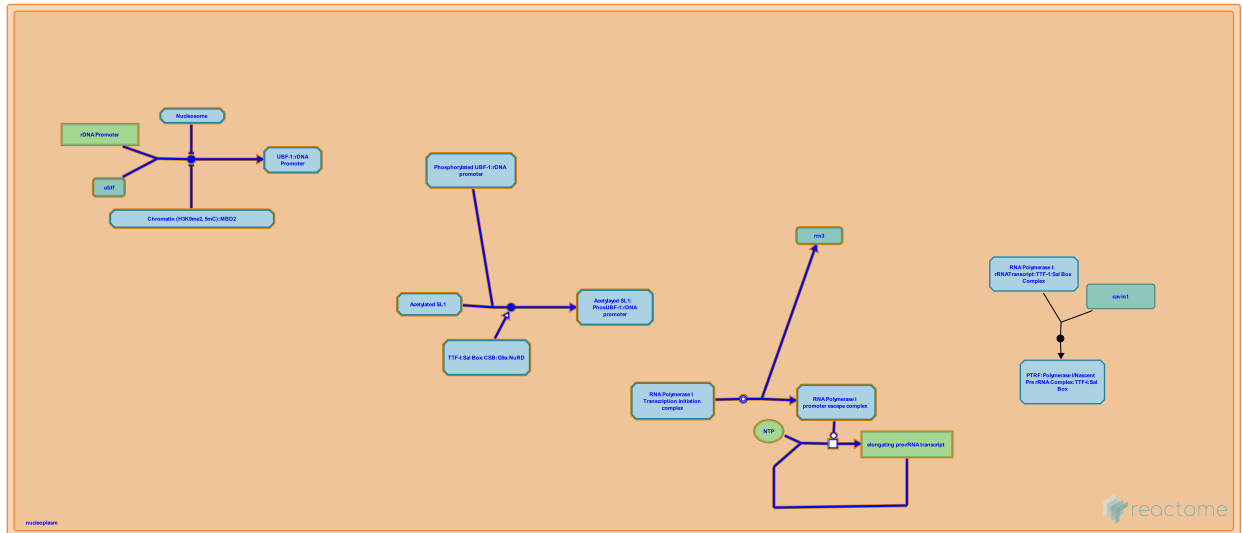 Nucleosome
rDNA Promoter
UBF-1:rDNA
Promoter
ubtf
Chromatin (H3K9me2, 5mC):MBD2
Phosphorylated UBF-1:rDNA
promoter
Acetylated SL1
Acetylayed SL1:
PhosUBF-1:rDNA
promoter
TTF-I:Sal Box:CSB:G9a:NuRD
rrn3
RNA Polymerase I
Transcription Initiation
complex
RNA Polymerase I
promoter escape complex
NTP
elongating pre-rRNA transcript
RNA Polymerase I:
rRNATranscript:TTF-1:Sal Box
Complex
cavin1
PTRF:Polymerase I/Nascent
Pre rRNA Complex:TTF-I:Sal
Box
reactome
nucleoplasm